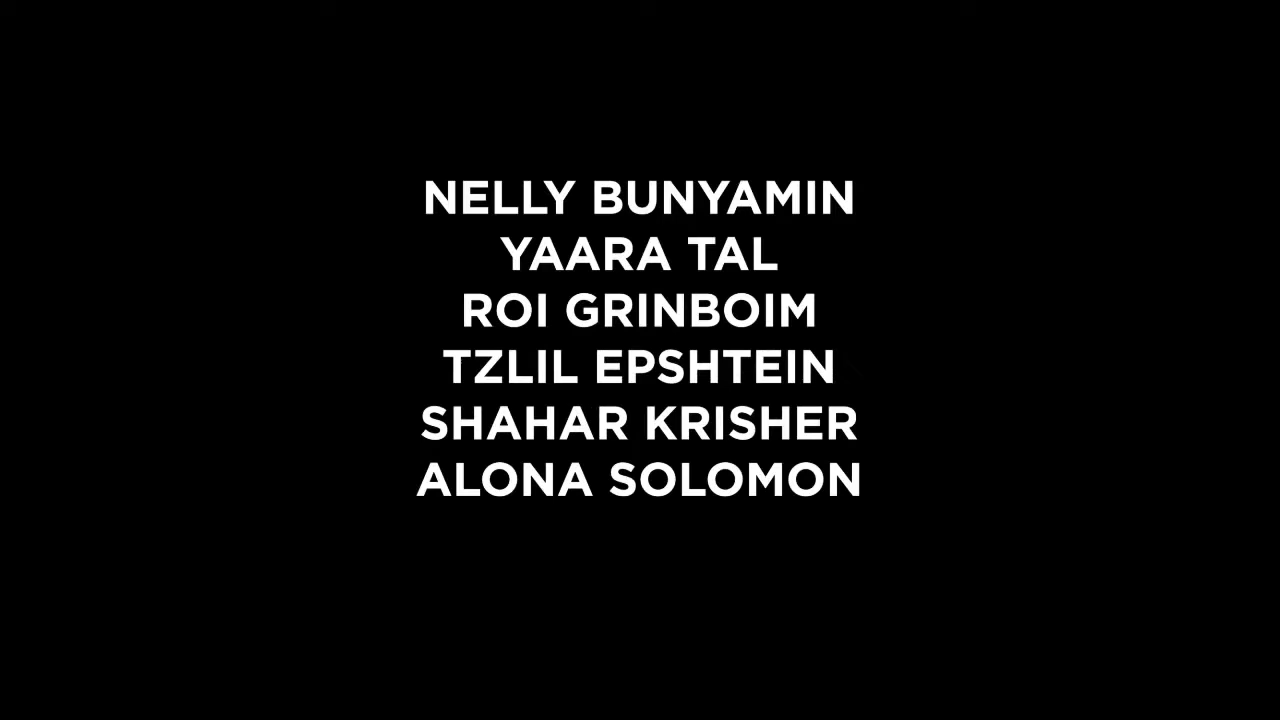 NELLY BUNYAMIN
YAARA TAL
ROI GRINBOIM
TZLIL EPSHTEIN
SHAHAR KRISHER
ALONA SOLOMON